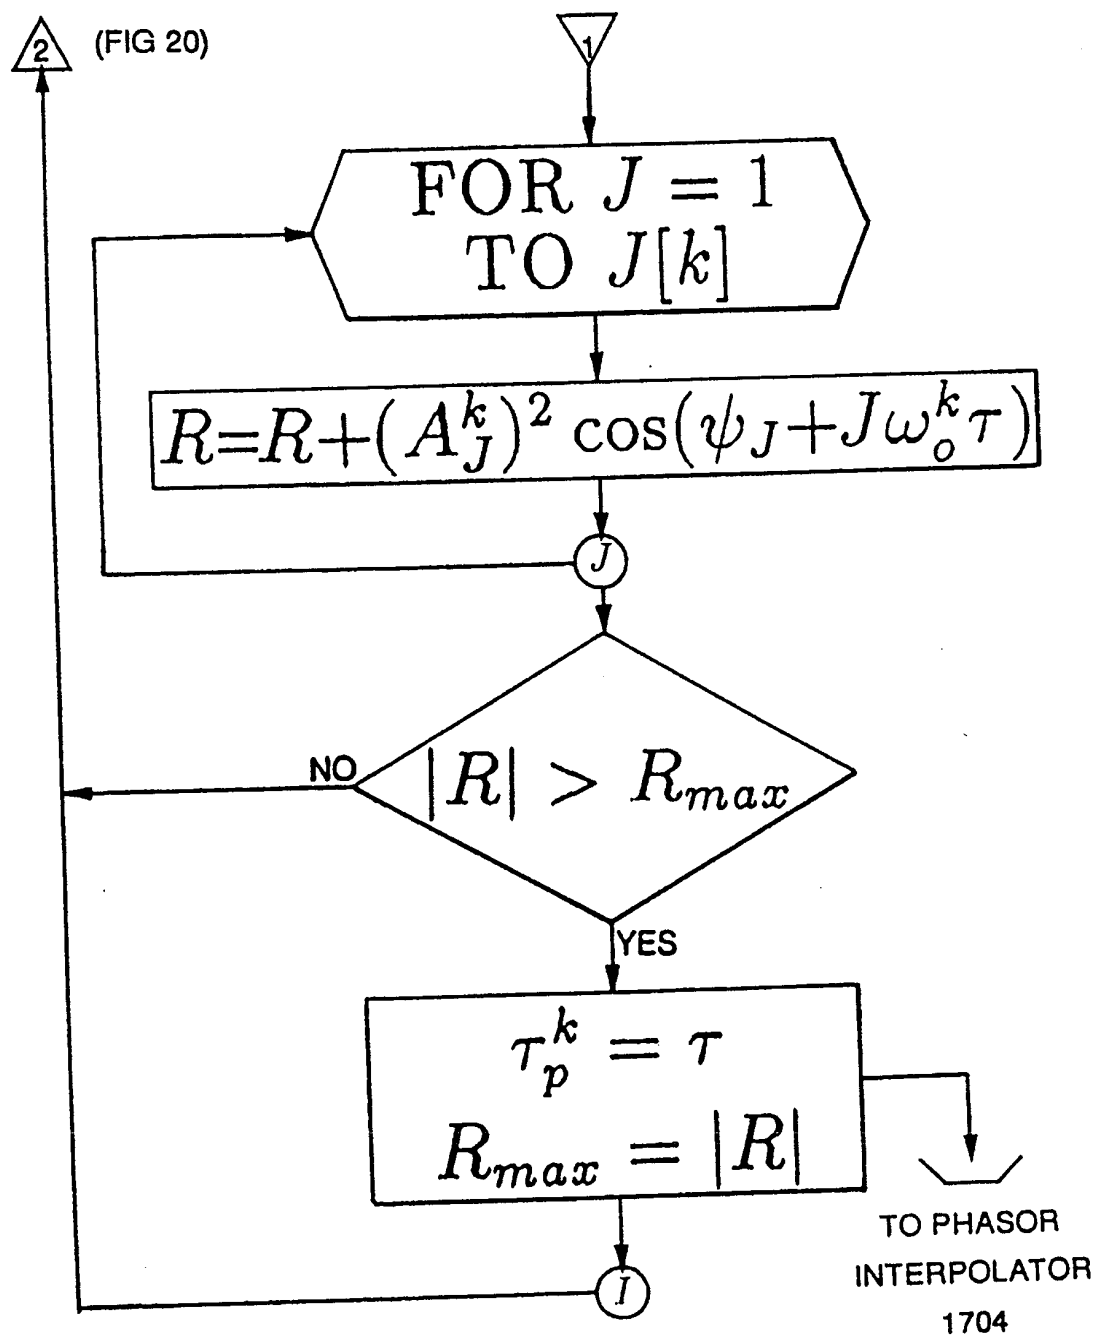 2 (FIG 20)
1
FOR J = 1
TO J[k]
R=R+(A_J^k)^2 cos(ψ_J+Jω_o^kτ)
J
NO
|R| > R_max
YES
τ_p^k = τ
R_max = |R|
TO PHASOR
INTERPOLATOR
1704
I